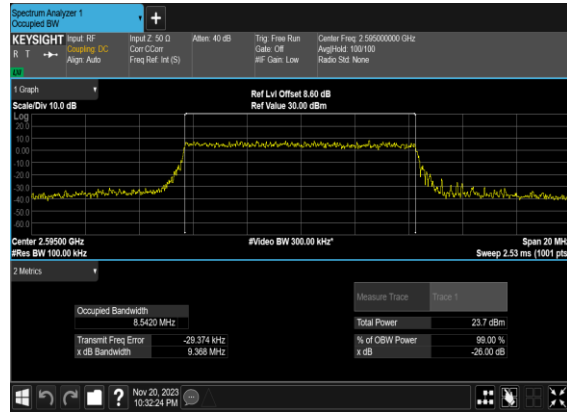 Spectrum Analyzer 1
Occupied BW
+
KEYSIGHT Input: RF Input Z: 50 Ω Atten: 40 dB Trig: Free Run Center Freq: 2.595000000 GHz
R T Coupling: DC Corr CCorr Gate: Off Avg|Hold: 100/100
Align: Auto Freq Ref: Int (S) #IF Gain: Low Radio Std: None
LW
1 Graph
Ref Lvl Offset 8.60 dB
Scale/Div 10.0 dB Ref Value 30.00 dBm
Log
20.0
10.0
0.00
-10.0
-20.0
-30.0
-40.0
-50.0
-60.0
Center 2.59500 GHz #Video BW 300.00 kHz* Span 20 MHz
#Res BW 100.00 kHz Sweep 2.53 ms (1001 pts)
2 Metrics
Measure Trace Trace 1
Occupied Bandwidth
8.5420 MHz Total Power 23.7 dBm
Transmit Freq Error -29.374 kHz % of OBW Power 99.00 %
x dB Bandwidth 9.368 MHz x dB -26.00 dB
? Nov 20, 2023
10:32:24 PM